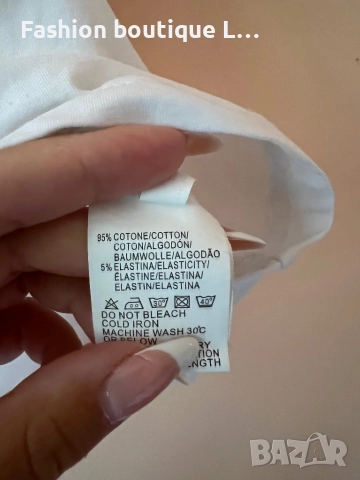 Fashion boutique L...
95% COTONE/COTTON/
COTON/ALGODÓN/
BAUMWOLLE/ALGODÃO
5% ELASTINA/ELASTICITY/
ÉLASTINE/ELASTINA/
ELASTIN/ELASTINA
DO NOT BLEACH
COLD IRON
MACHINE WASH 30℃
OR BELOW
BAZAR